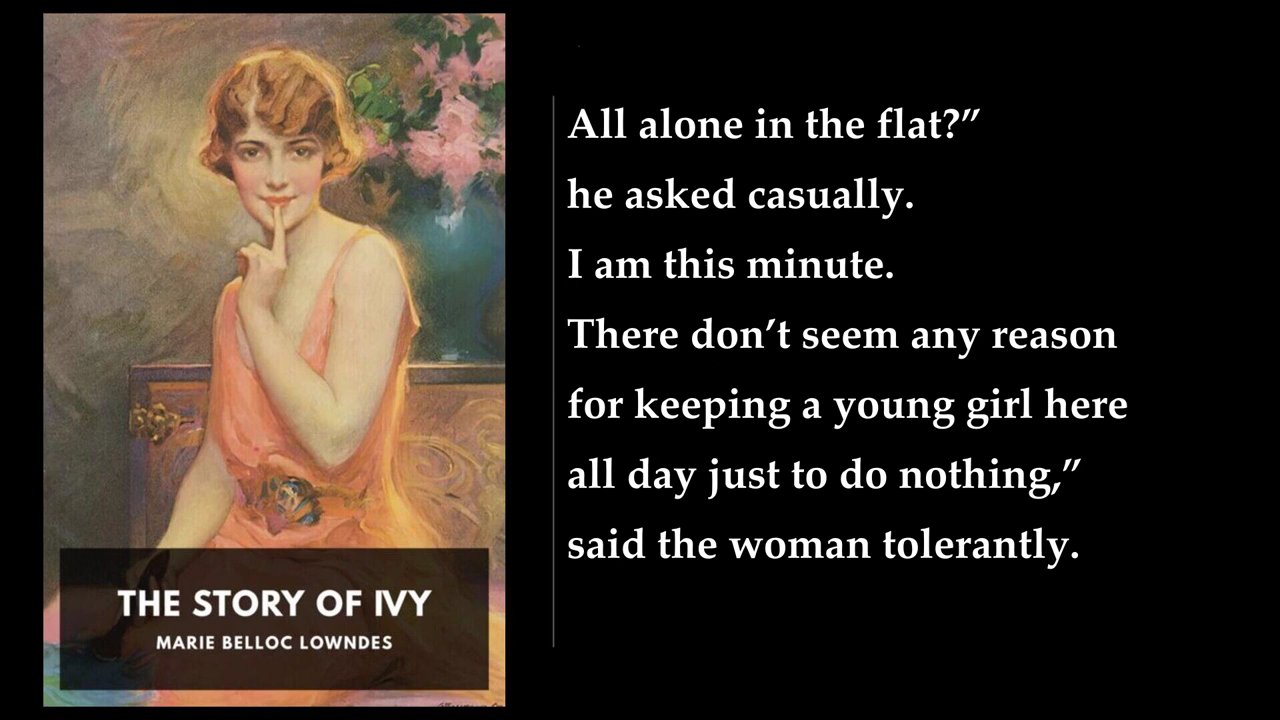 THE STORY OF IVY
MARIE BELLOC LOWNDES
All alone in the flat?”
he asked casually.
I am this minute.
There don’t seem any reason
for keeping a young girl here
all day just to do nothing,”
said the woman tolerantly.